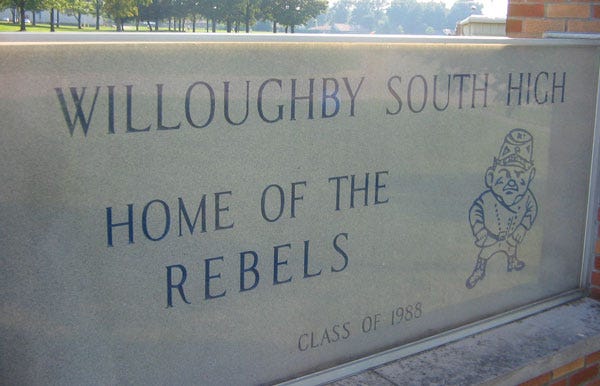 WILLOUGHBY SOUTH HIGH
HOME OF THE
REBELS
CLASS OF 1988